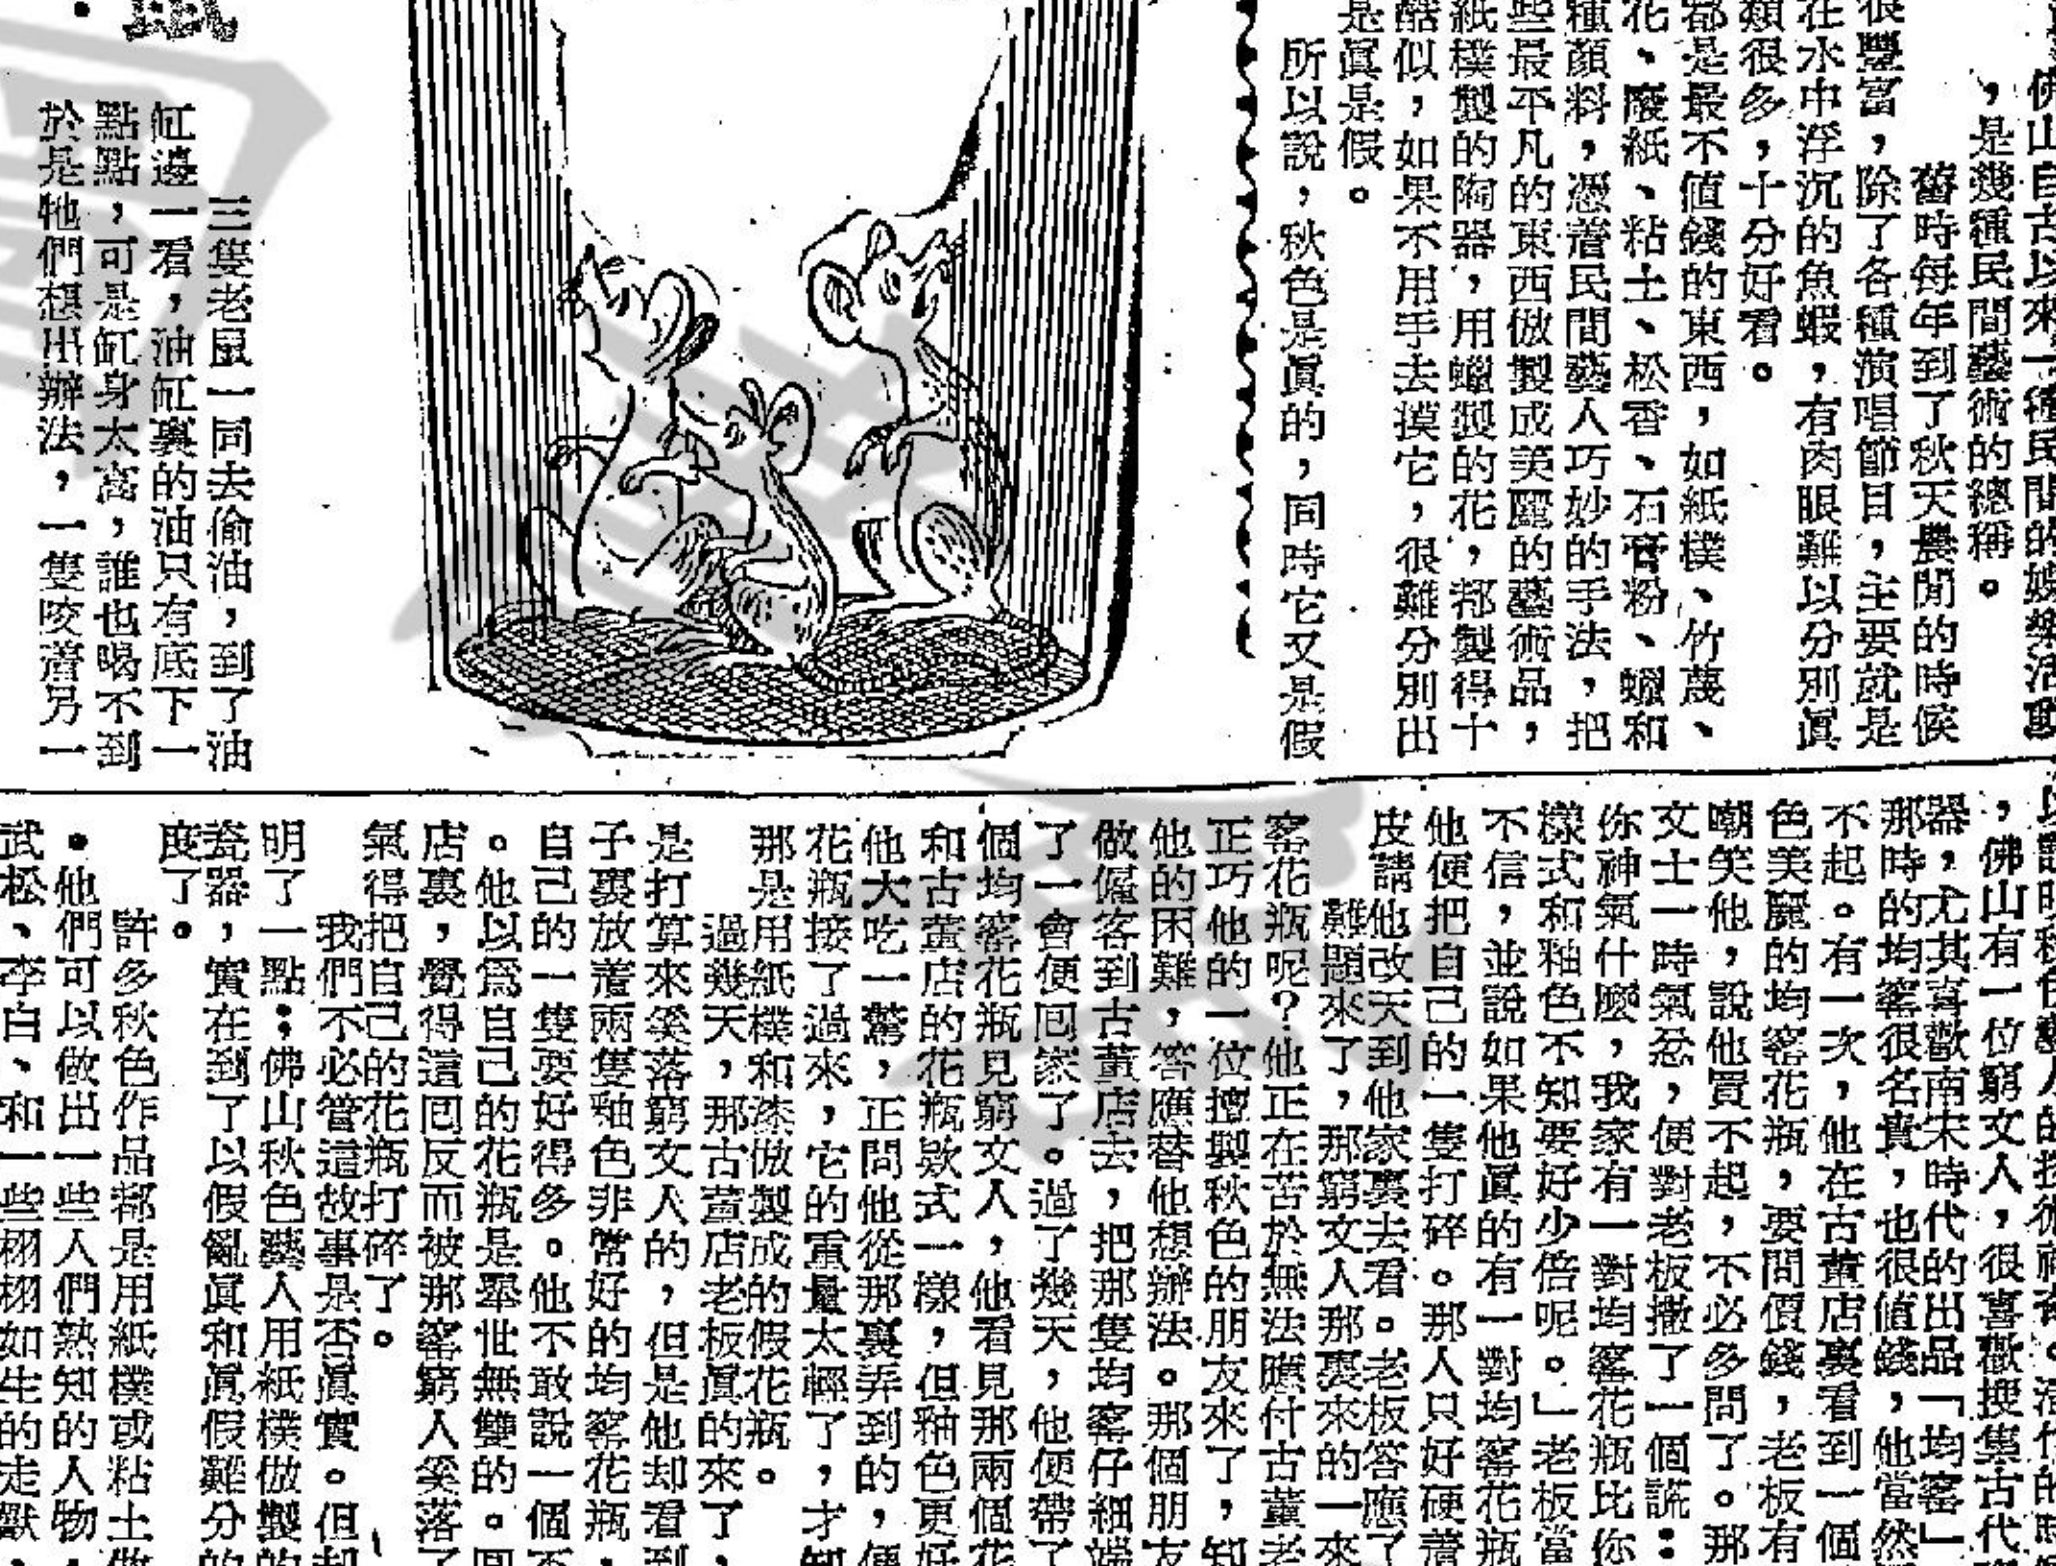 佛山自古以來一種民間的娛樂活動
，是幾種民間藝術的總稱。
舊時每年到了秋天農閒的時候
很豐富，除了各種演唱節目，主要就是
在水中浮沉的魚蝦，有肉眼難以分別眞
類很多，十分好看。
都是最不值錢的東西，如紙樸、竹蔑、
花、廢紙、粘土、松香、石膏粉、蠟和
種顏料，憑着民間藝人巧妙的手法，把
些最平凡的東西倣製成美麗的藝術品，
紙樸製的陶器，用蠟製的花，都製得十
酷似，如果不用手去摸它，很難分別出
是眞是假。
所以說，秋色是眞的，同時它又是假
三隻老鼠一同去偷油，到了油
缸邊一看，油缸裏的油只有底下一
點點，可是缸身太高，誰也喝不到
於是牠們想出辦法，一隻咬着另一
，佛山有一位窮文人，很喜歡搜集古代
器，尤其喜歡南宋時代的出品「均窰」
那時的均窰很名貴，也很值錢，他當然
不起。有一次，他在古董店裏看到一個
色美麗的均窰花瓶，要問價錢，老板有
嘲笑他，說他買不起，不必多問了。那
文士一時氣忿，便對老板撒了一個謊：
你神氣什麼，我家有一對均窰花瓶比你
樣式和釉色不知要好少倍呢。」老板當
不信，並說如果他眞的有一對均窰花瓶
他便把自己的一隻打碎。那人只好硬着
皮請他改天到他家裏去看。老板答應了
難題來了，那窮文人那裏來的一
窰花瓶呢？他正在苦於無法應付古董老
正巧他的一位擅製秋色的朋友來了，知
他的困難，答應替他想辦法。那個朋友
做僱客到古董店去，把那隻均窰仔細端
了一會便回家了。過了幾天，他便帶了
個均窰花瓶見窮文人，他看見那兩個花
和古董店的花瓶欵式一樣，但釉色更好
他大吃一驚，正問他從那裏弄到的，便
花瓶接了過來，它的重量太輕了，才知
那是用紙樸和漆倣製成的假花瓶。
過幾天，那古董店老板眞的來了，
是打算來奚落窮文人的，但是他却看到
子裏放着兩隻釉色非常好的均窰花瓶，
自己的一隻要好得多。他不敢說一個不
。他以爲自己的花瓶是舉世無雙的。回
店裏，覺得這回反而被那窰窮人奚落了
氣得把自己的花瓶打碎了。
我們不必管這故事是否眞實。但却
明了一點：佛山秋色藝人用紙樸倣製的
瓷器，實在到了以假亂眞和眞假難分的
度了。
許多秋色作品都是用紙樸或粘土做
。他們可以做出一些人們熟知的人物，
武松、李白、和一些栩栩如生的走獸，